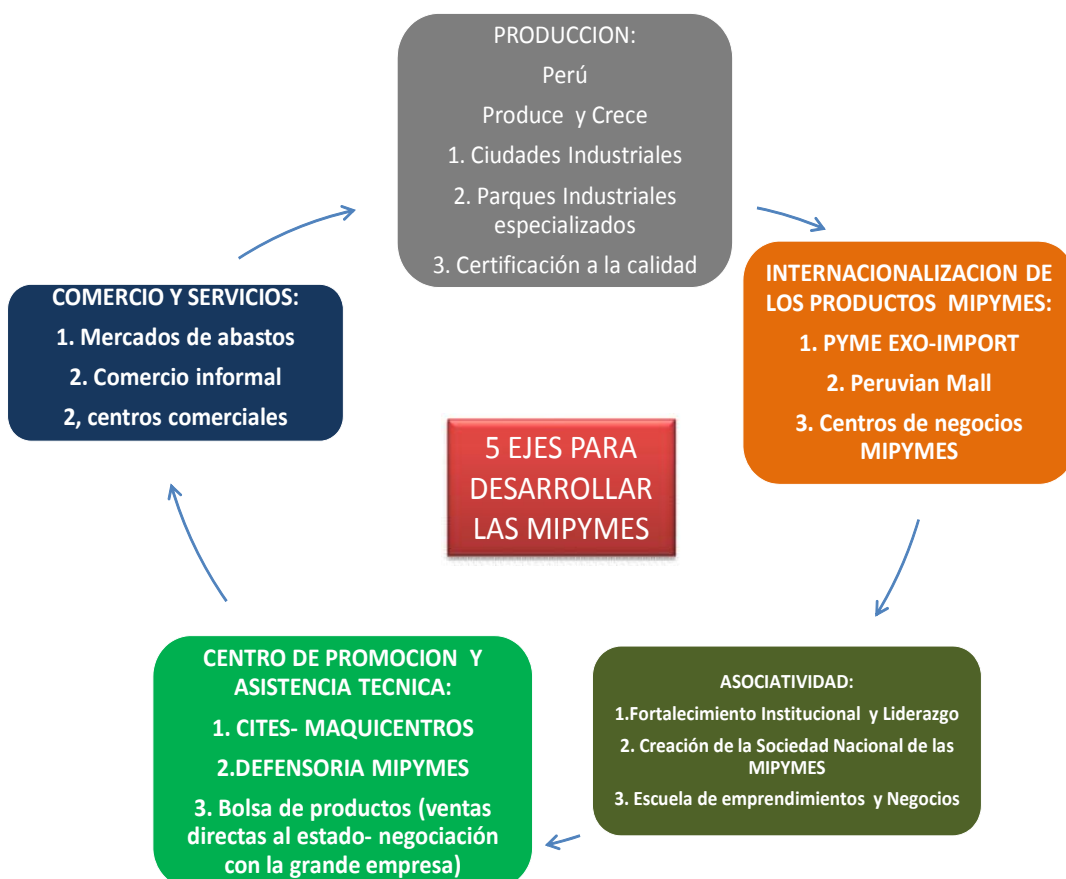 PRODUCCION:
Perú
Produce y Crece
1. Ciudades Industriales
2. Parques Industriales
especializados
3. Certificación a la calidad
INTERNACIONALIZACION DE
LOS PRODUCTOS MIPYMES:
1. PYME EXO-IMPORT
2. Peruvian Mall
3. Centros de negocios
MIPYMES
ASOCIATIVIDAD:
1.Fortalecimiento Institucional y Liderazgo
2. Creación de la Sociedad Nacional de las
MIPYMES
3. Escuela de emprendimientos y Negocios
CENTRO DE PROMOCION Y
ASISTENCIA TECNICA:
1. CITES- MAQUICENTROS
2.DEFENSORIA MIPYMES
3. Bolsa de productos (ventas
directas al estado- negociación
con la grande empresa)
COMERCIO Y SERVICIOS:
1. Mercados de abastos
2. Comercio informal
2, centros comerciales
5 EJES PARA
DESARROLLAR
LAS MIPYMES